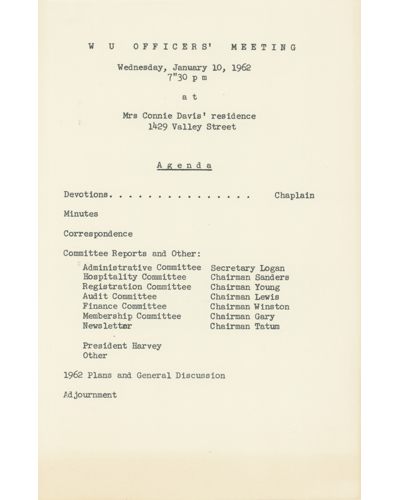 W U OFFICERS' MEETING
Wednesday, January 10, 1962
7"30 p m
a t
Mrs Connie Davis' residence
1429 Valley Street
Agenda
Devotions. . . . . . . . . . . . . . . Chaplain
Minutes
Correspondence
Committee Reports and Other:
Administrative Committee Secretary Logan
Hospitality Committee Chairman Sanders
Registration Committee Chairman Young
Audit Committee Chairman Lewis
Finance Committee Chairman Winston
Membership Committee Chairman Gary
Newsletter Chairman Tatum
President Harvey
Other
1962 Plans and General Discussion
Adjournment